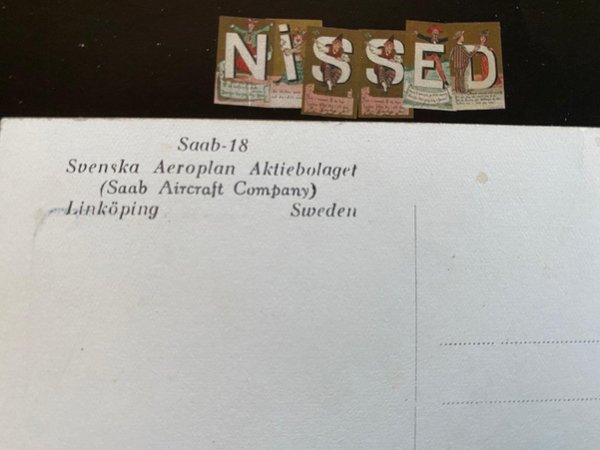 NiSSED
Saab-18
Svenska Aeroplan Aktiebolaget
(Saab Aircraft Company)
Linköping Sweden